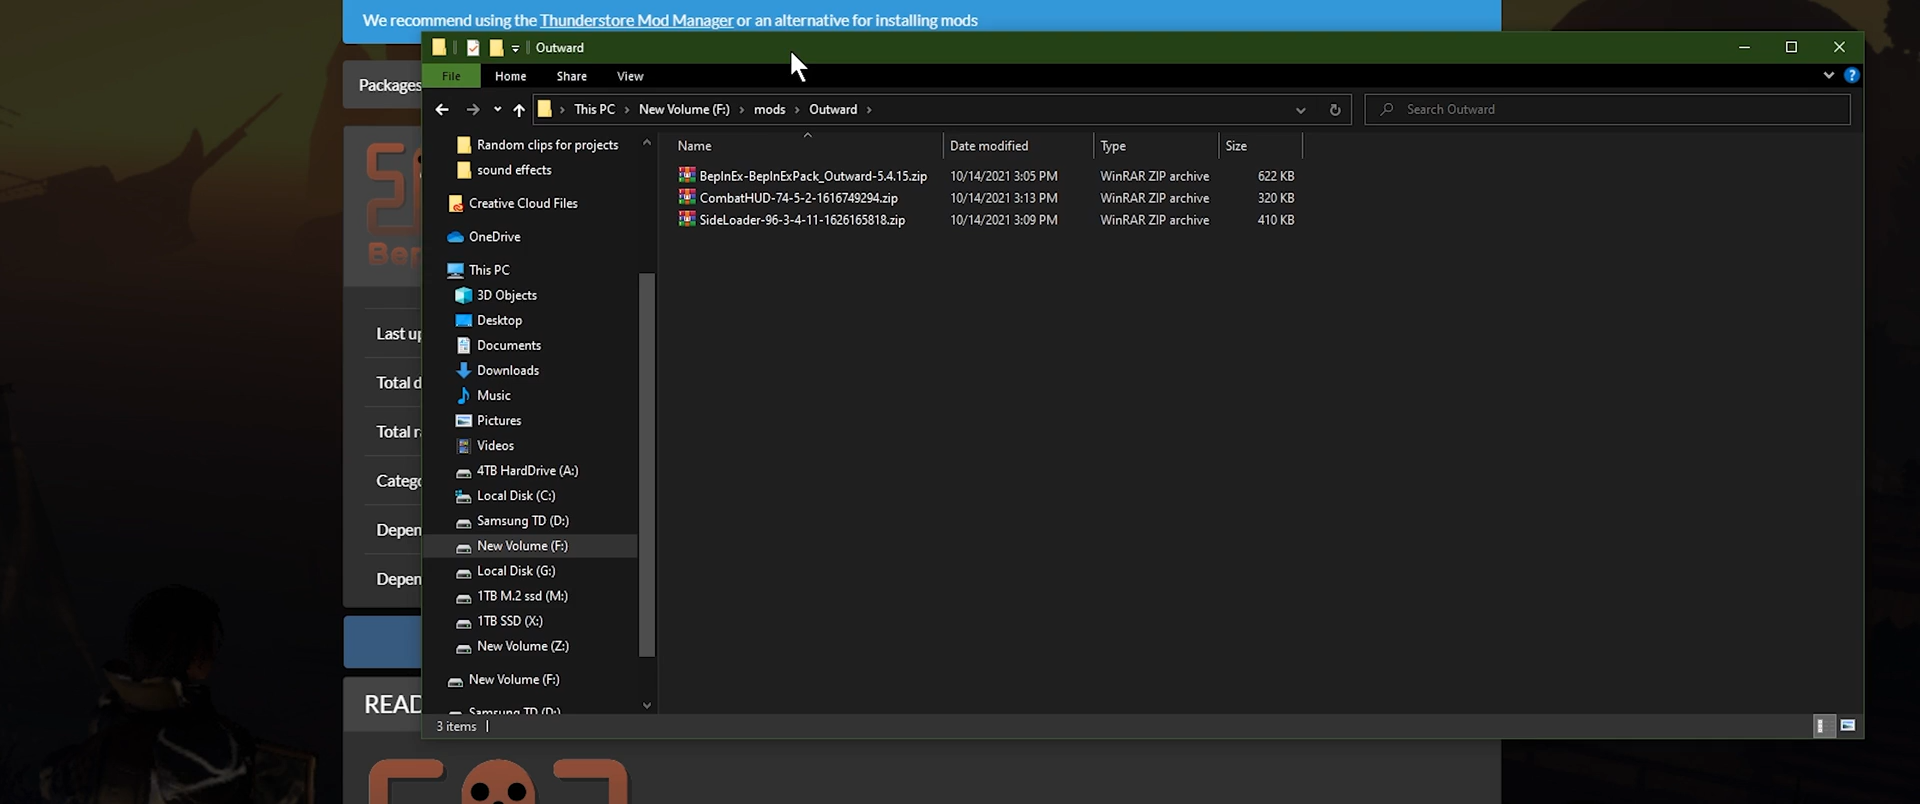 We recommend using the Thunderstore Mod Manager or an alternative for installing mods
Outward
File Home Share View
Packages
This PC New Volume (F:) mods Outward
Search Outward
Random clips for projects
sound effects
Creative Cloud Files
OneDrive
This PC
3D Objects
Desktop
Documents
Downloads
Music
Pictures
Videos
4TB HardDrive (A:)
Local Disk (C:)
Samsung TD (D:)
New Volume (F:)
Local Disk (G:)
1TB M.2 ssd (M:)
1TB SSD (X:)
New Volume (Z:)
New Volume (F:)
Samsung TD (D:)
Name Date modified Type Size
BepInEx-BepInExPack_Outward-5.4.15.zip 10/14/2021 3:05 PM WinRAR ZIP archive 622 KB
CombatHUD-74-5-2-1616749294.zip 10/14/2021 3:13 PM WinRAR ZIP archive 320 KB
SideLoader-96-3-4-11-1626165818.zip 10/14/2021 3:09 PM WinRAR ZIP archive 410 KB
3 items
Last up
Total d
Total ra
Catego
Depen
Depen
READ